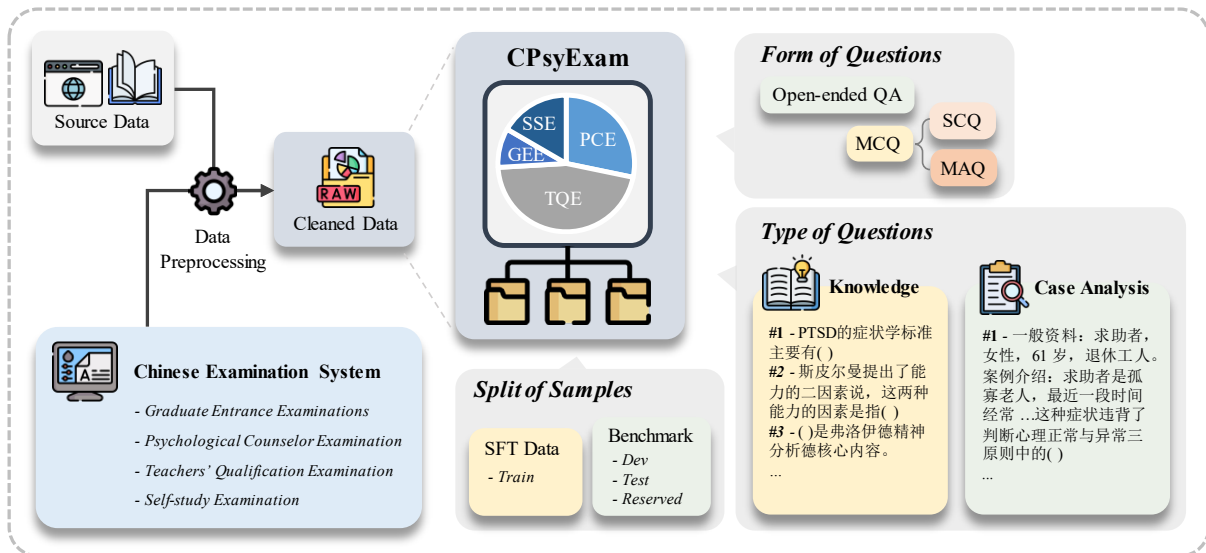 Source Data
Data
Preprocessing
RAW
Cleaned Data
Chinese Examination System
- Graduate Entrance Examinations
- Psychological Counselor Examination
- Teachers' Qualification Examination
- Self-study Examination
CPsyExam
SSE
PCE
GEE
TQE
Split of Samples
SFT Data
- Train
Benchmark
- Dev
- Test
- Reserved
Form of Questions
Open-ended QA
MCQ
SCQ
MAQ
Type of Questions
Knowledge
#1 - PTSD的症状学标准
主要有( )
#2 - 斯皮尔曼提出了能
力的二因素说，这两种
能力的因素是指( )
#3 - ( )是弗洛伊德精神
分析德核心内容。
...
Case Analysis
#1 - 一般资料：求助者，
女性，61 岁，退休工人。
案例介绍：求助者是孤
寡老人，最近一段时间
经常 ...这种症状违背了
判断心理正常与异常三
原则中的( )
...